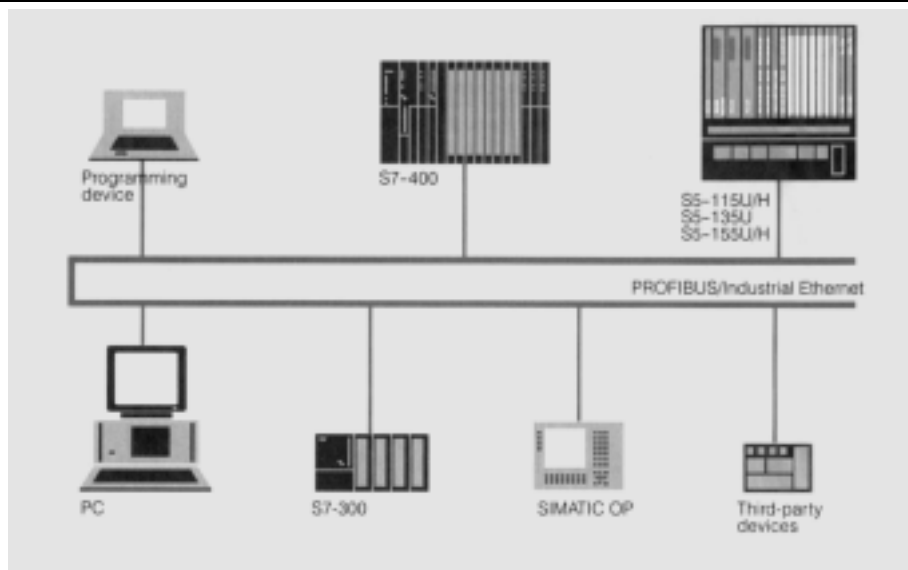 Programming
device
S7-400
S5-115U/H
S5-135U
S5-155U/H
PROFIBUS/Industrial Ethernet
PC
S7-300
SIMATIC OP
Third-party
devices